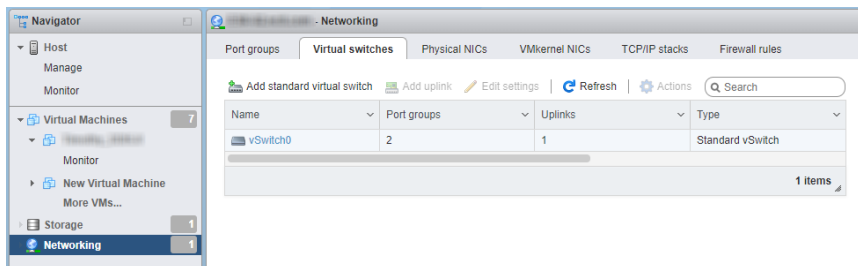 Navigator
Host
Manage
Monitor
Virtual Machines 7
Monitor
New Virtual Machine
More VMs...
Storage 1
Networking 1
- Networking
Port groups Virtual switches Physical NICs VMkernel NICs TCP/IP stacks Firewall rules
Add standard virtual switch Add uplink Edit settings Refresh Actions Search
Name Port groups Uplinks Type
vSwitch0 2 1 Standard vSwitch
1 items